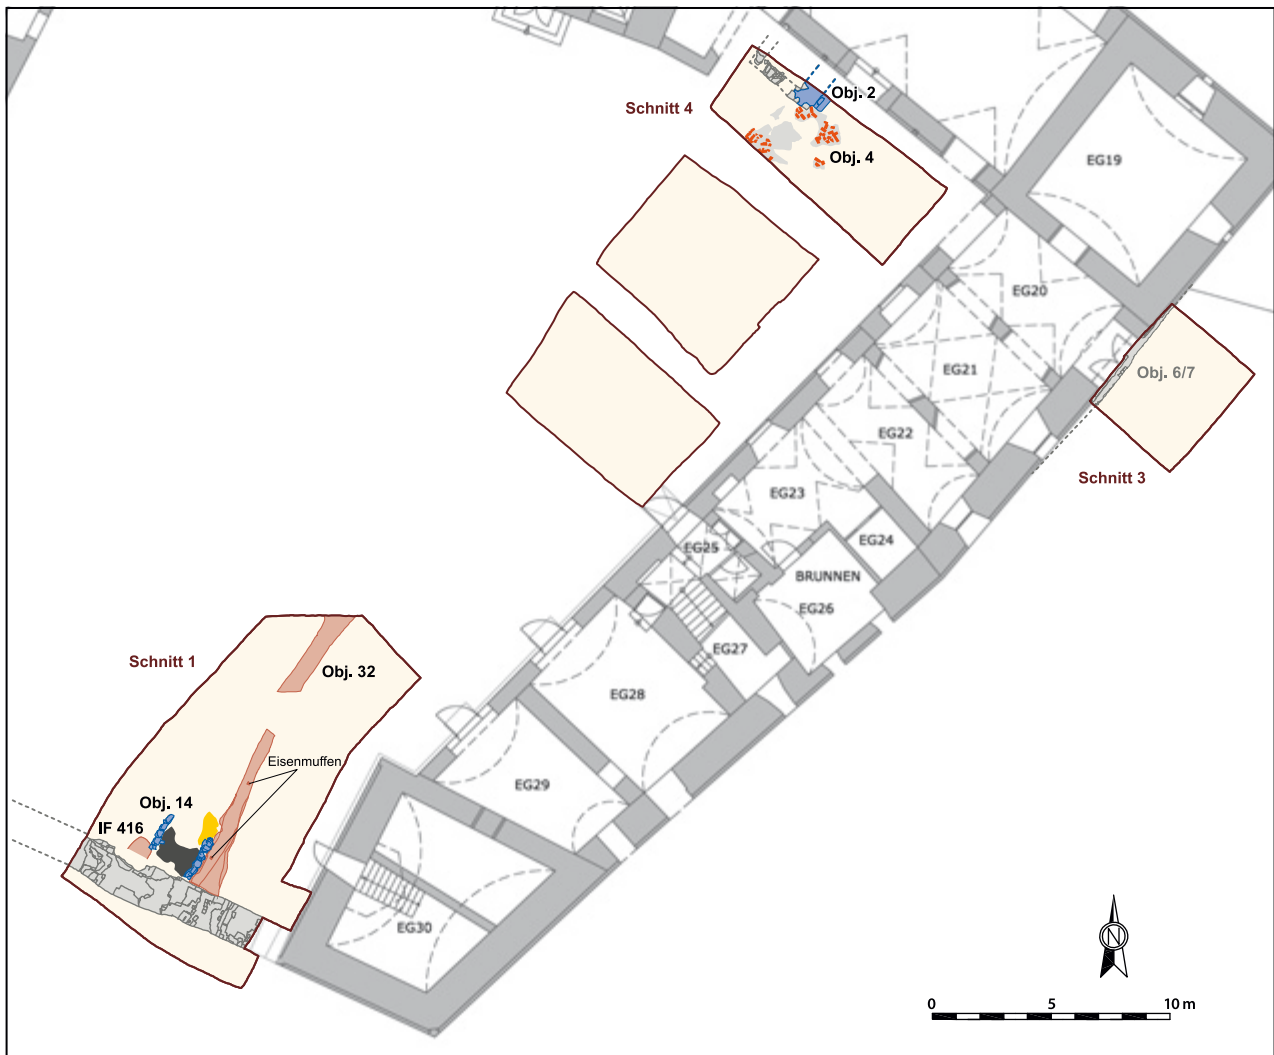 Schnitt 4
Obj. 2
Obj. 4
EG19
EG20
EG21
Obj. 6/7
EG22
Schnitt 3
EG23
EG24
EG25
BRUNNEN
EG26
EG27
Schnitt 1
Obj. 32
EG28
Eisenmuffen
EG29
Obj. 14
IF 416
EG30
N
0 5 10 m